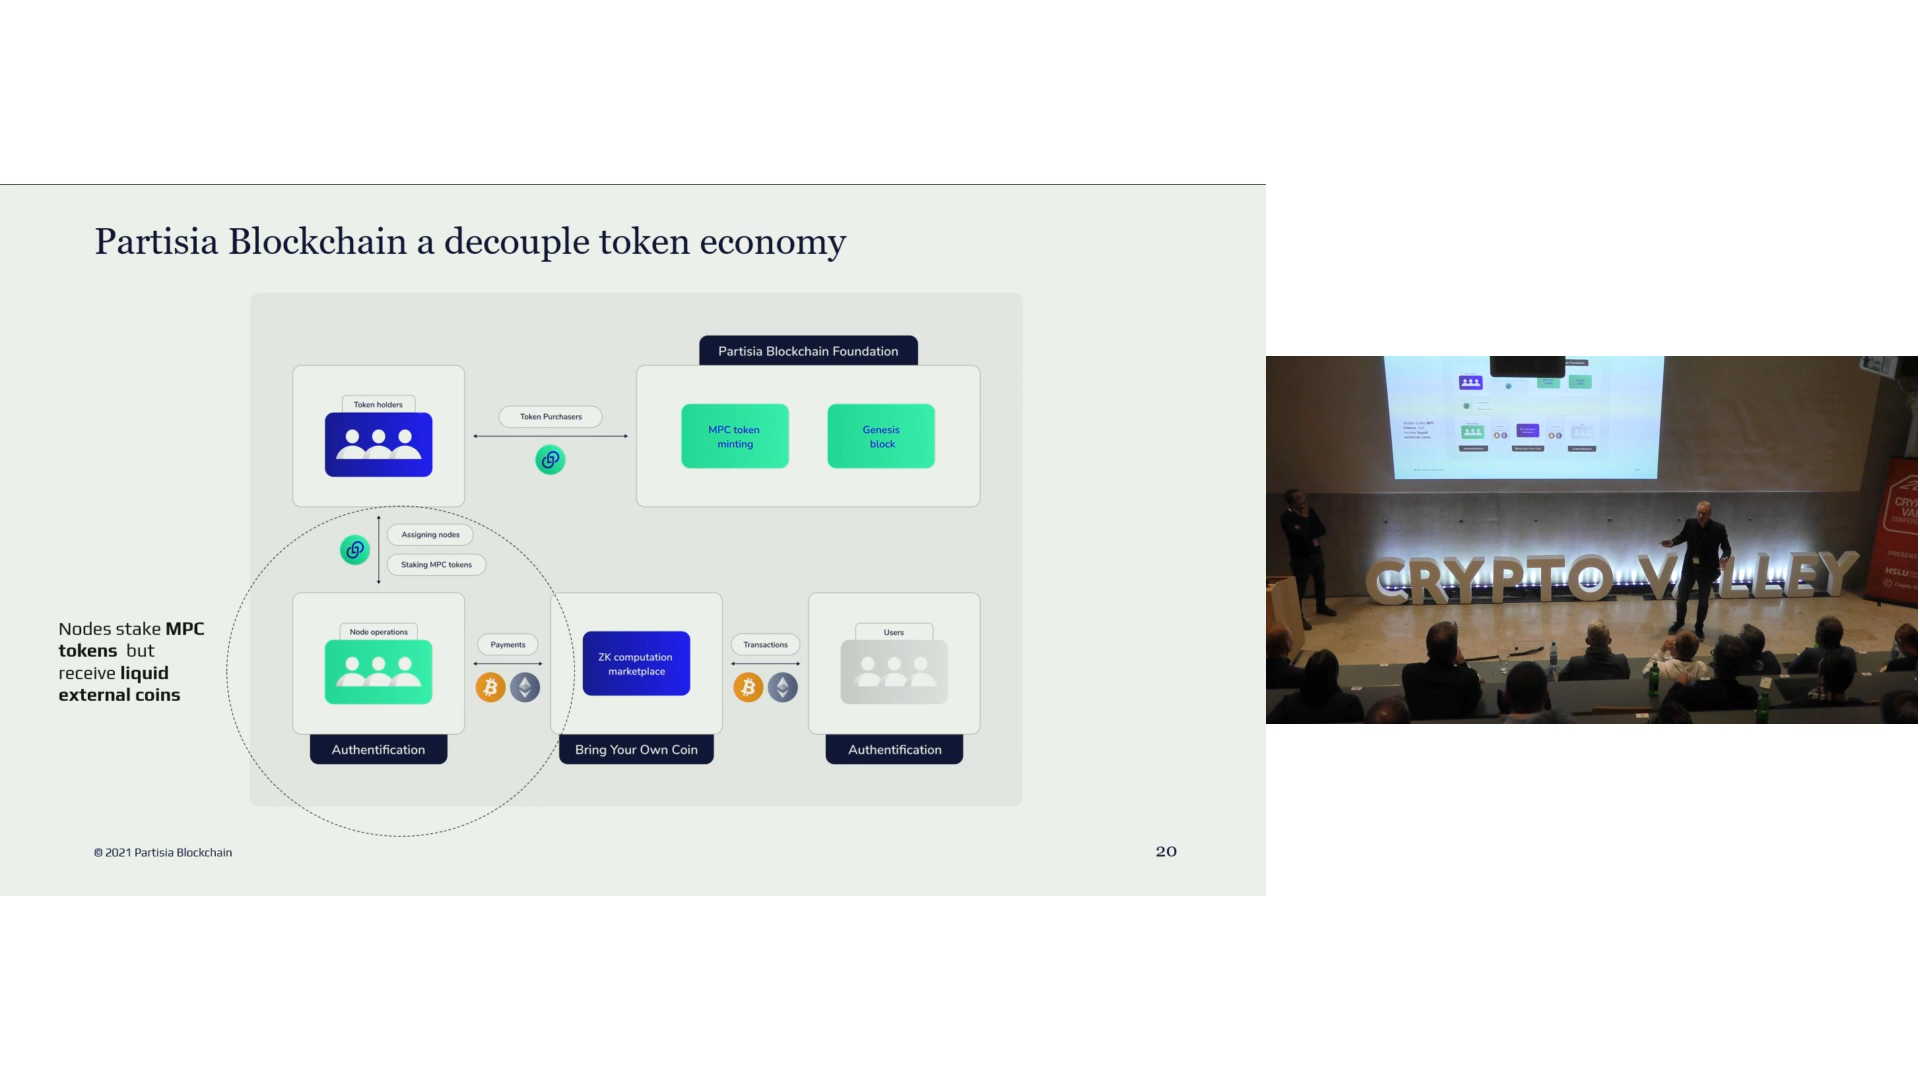 Partisia Blockchain a decouple token economy
Partisia Blockchain Foundation
Token holders
Token Purchasers
MPC token
minting
Genesis
block
Assigning nodes
Staking MPC tokens
Nodes stake MPC
tokens but
receive liquid
external coins
Node operations
Payments
ZK computation
marketplace
Transactions
Users
Authentification
Bring Your Own Coin
Authentification
© 2021 Partisia Blockchain
20
CRYPTO VALLEY
HSLU